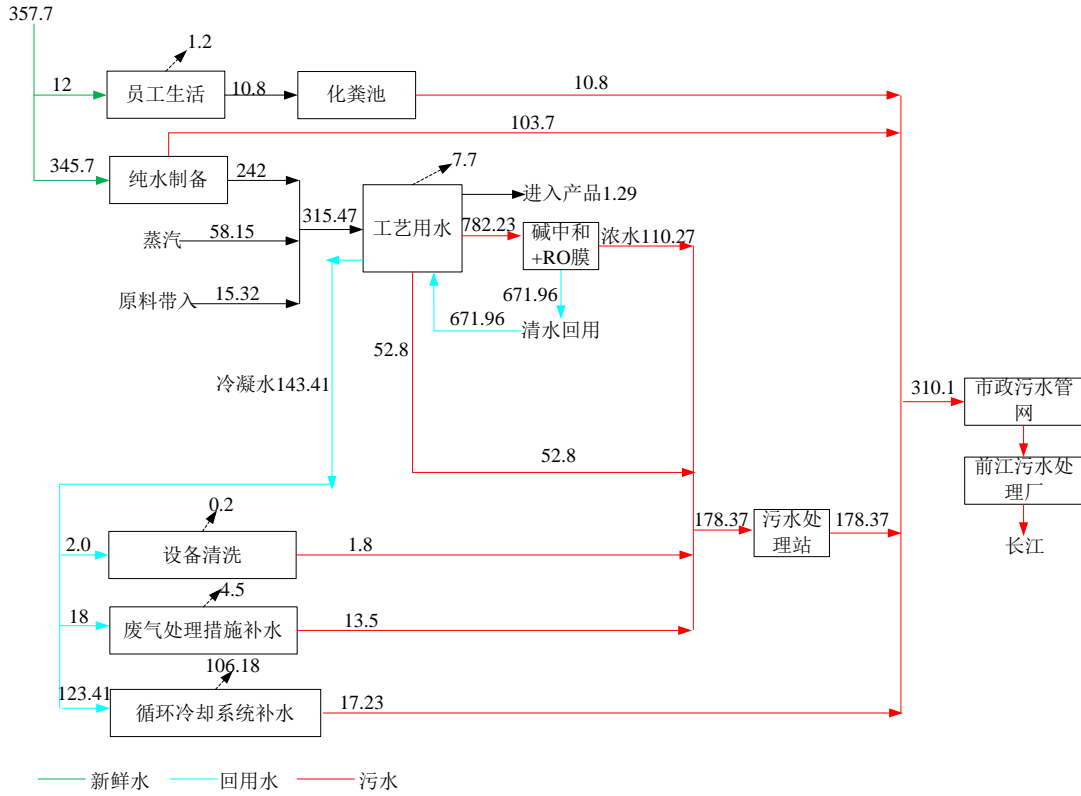 357.7
1.2
12
员工生活
10.8
化粪池
10.8
103.7
345.7
纯水制备
242
7.7
进入产品1.29
315.47
工艺用水
782.23
碱中和
+RO膜
浓水110.27
蒸汽
58.15
原料带入
15.32
671.96
671.96
清水回用
52.8
冷凝水143.41
310.1
市政污水管
网
52.8
前江污水处
理厂
长江
0.2
2.0
设备清洗
1.8
178.37
污水处
理站
178.37
4.5
18
废气处理措施补水
13.5
106.18
123.41
循环冷却系统补水
17.23
新鲜水
回用水
污水